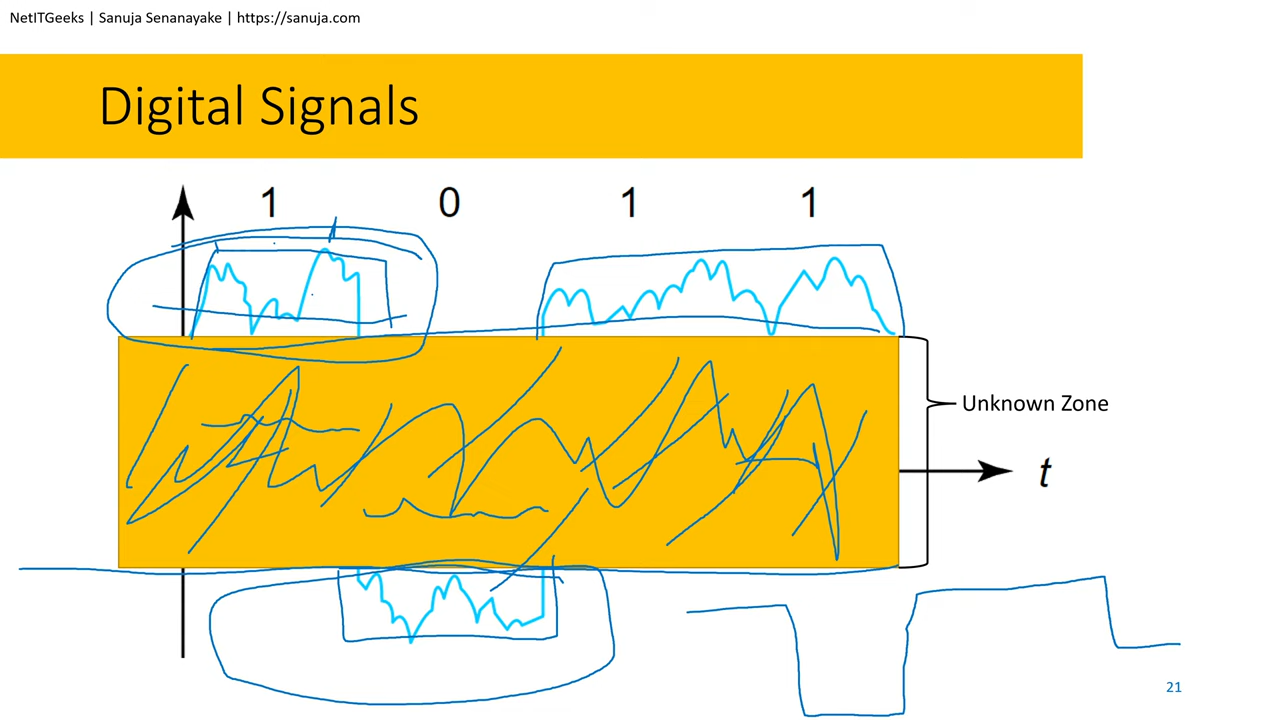 NetITGeeks | Sanuja Senanayake | https://sanuja.com
Digital Signals
1 0 1 1
Unknown Zone
t
21